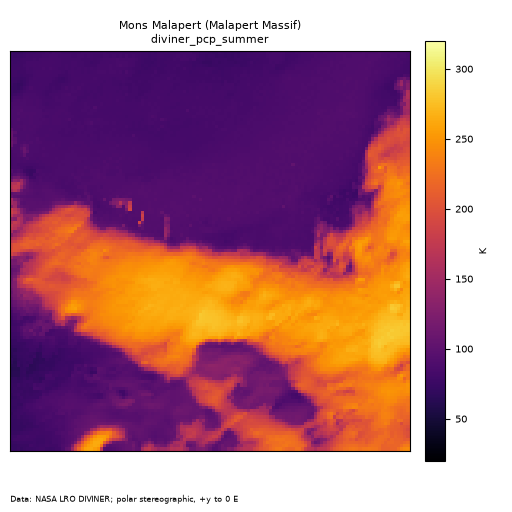 Mons Malapert (Malapert Massif)
diviner_pcp_summer
300
250
200
150
100
50
K
Data: NASA LRO DIVINER; polar stereographic, +y to 0 E